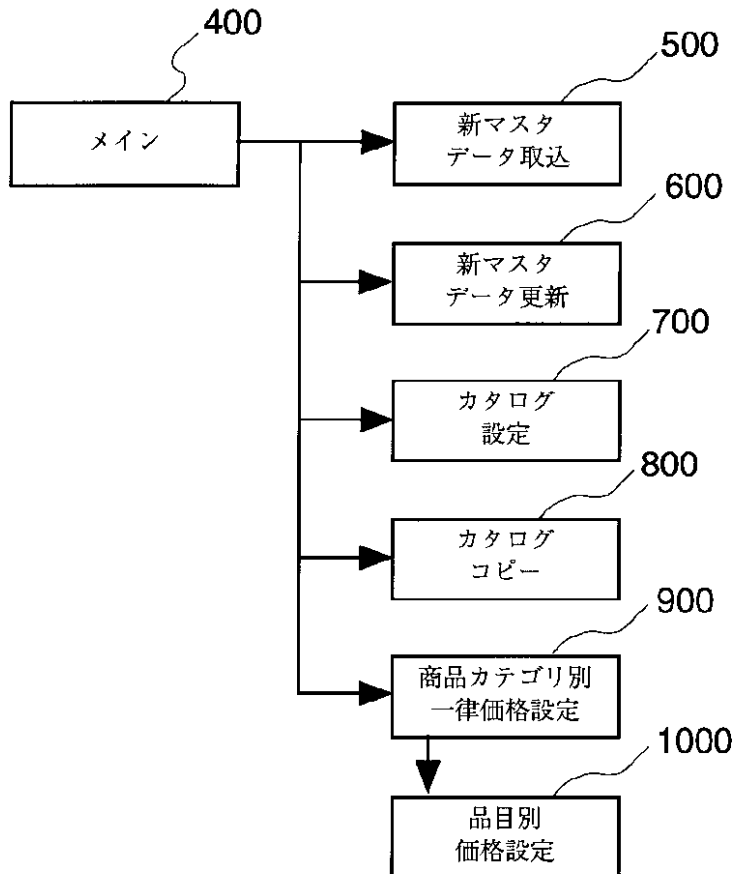 400
メイン
500
新マスタ
データ取込
600
新マスタ
データ更新
700
カタログ
設定
800
カタログ
コピー
900
商品カテゴリ別
一律価格設定
1000
品目別
価格設定